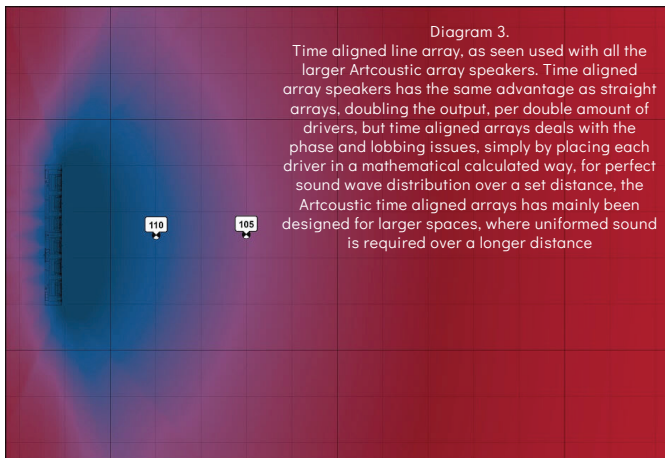 Diagram 3.
Time aligned line array, as seen used with all the
larger Artcoustic array speakers. Time aligned
array speakers has the same advantage as straight
arrays, doubling the output, per double amount of
drivers, but time aligned arrays deals with the
phase and lobbing issues, simply by placing each
driver in a mathematical calculated way, for perfect
sound wave distribution over a set distance, the
Artcoustic time aligned arrays has mainly been
designed for larger spaces, where uniformed sound
is required over a longer distance
110
105